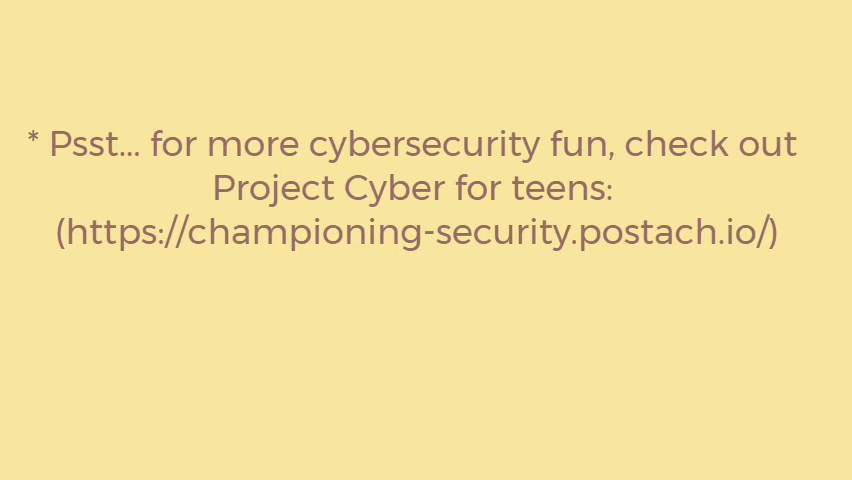 * Psst... for more cybersecurity fun, check out
Project Cyber for teens:
(https://championing-security.postach.io/)